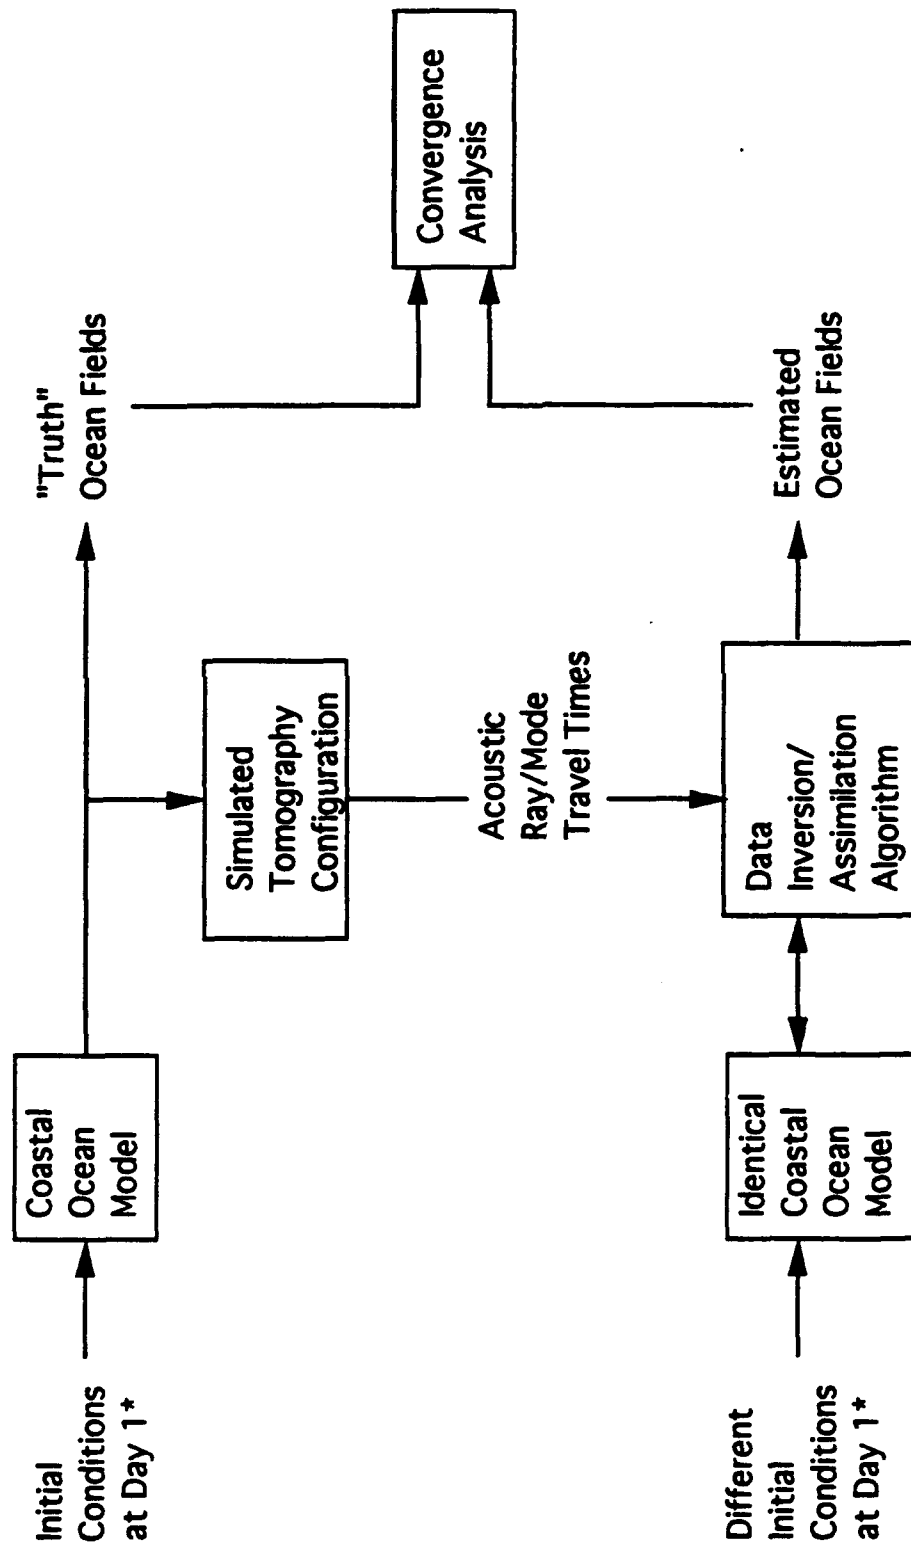 Initial
Conditions
at Day 1*
Coastal
Ocean
Model
"Truth"
Ocean Fields
Simulated
Tomography
Configuration
Acoustic
Ray/Mode
Travel Times
Different
Initial
Conditions
at Day 1*
Identical
Coastal
Ocean
Model
Data
Inversion/
Assimilation
Algorithm
Estimated
Ocean Fields
Convergence
Analysis